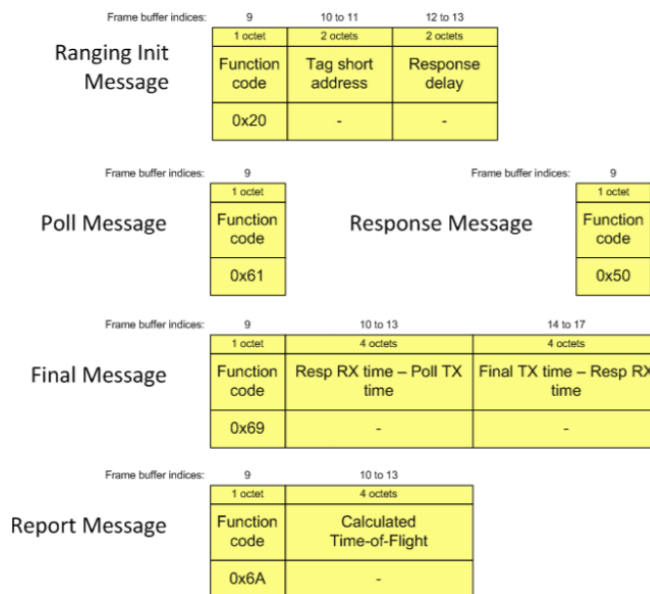 Frame buffer indices: 9 10 to 11 12 to 13
Ranging Init
Message
1 octet 2 octets 2 octets
Function
code
Tag short
address
Response
delay
0x20 - -
Frame buffer indices: 9
Poll Message
1 octet
Function
code
0x61
Frame buffer indices: 9
Response Message
1 octet
Function
code
0x50
Frame buffer indices: 9 10 to 13 14 to 17
Final Message
1 octet 4 octets 4 octets
Function
code
Resp RX time – Poll TX
time
Final TX time – Resp RX
time
0x69 - -
Frame buffer indices: 9 10 to 13
Report Message
1 octet 4 octets
Function
code
Calculated
Time-of-Flight
0x6A -